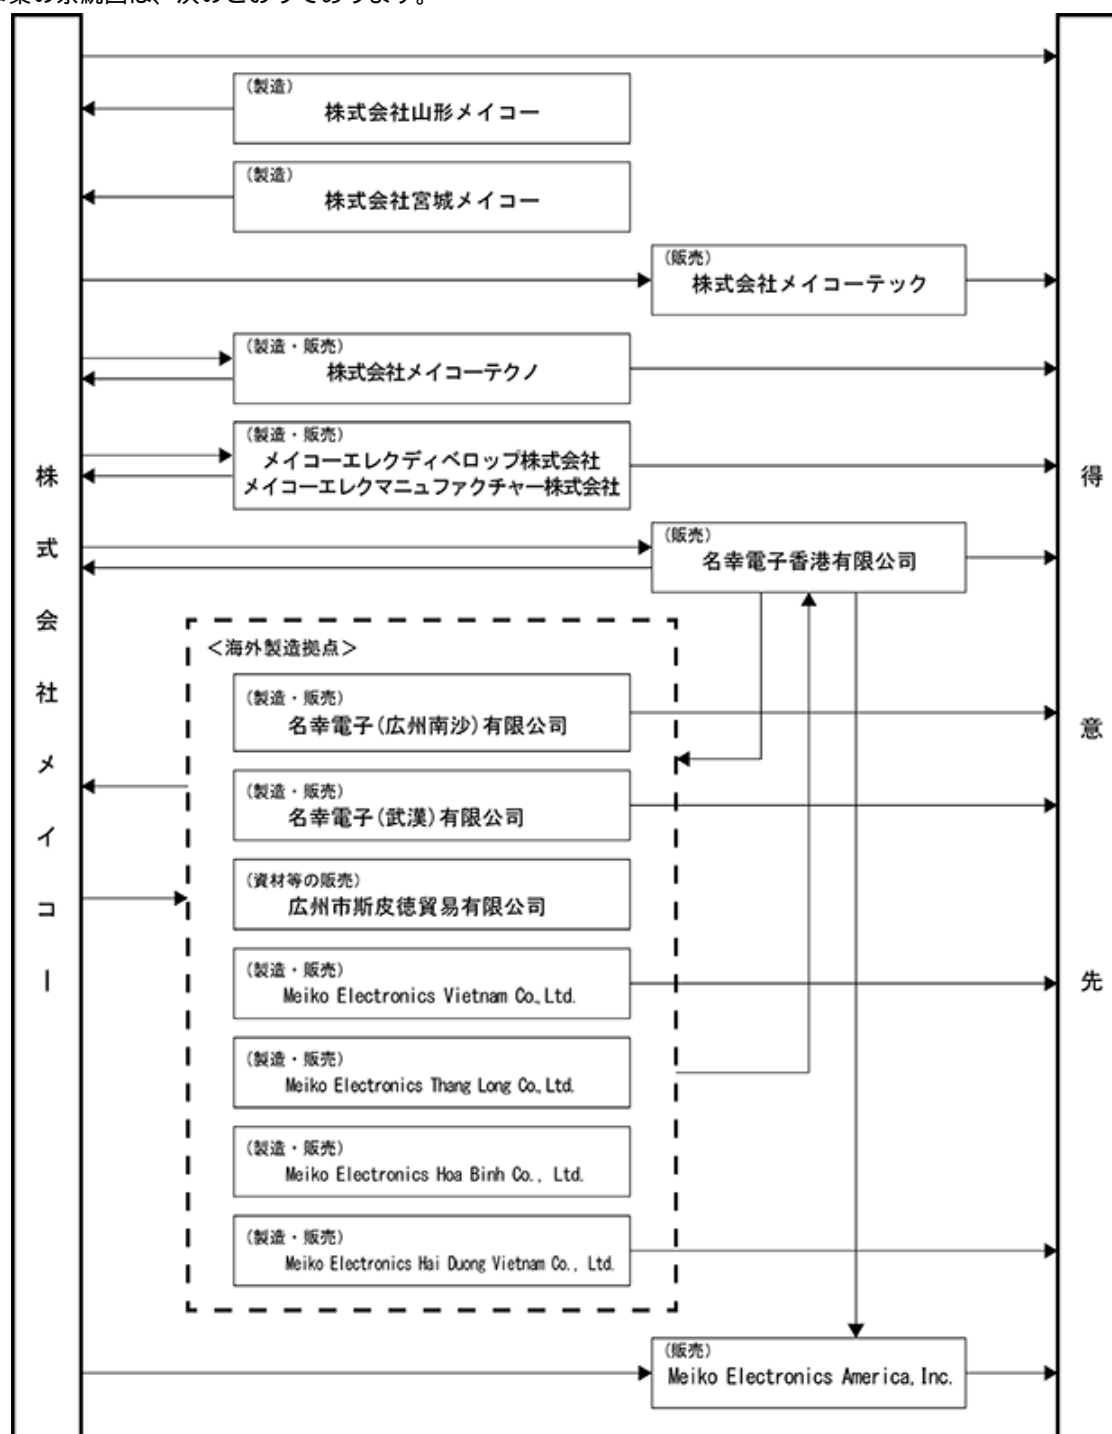 事業の系統図は、次のとおりであります。
株式会社メイコー
(製造)
株式会社山形メイコー
(製造)
株式会社宮城メイコー
(販売)
株式会社メイコーテック
(製造・販売)
株式会社メイコーテクノ
(製造・販売)
メイコーエレクディベロップ株式会社
メイコーエレクマニュファクチャー株式会社
(販売)
名幸電子香港有限公司
<海外製造拠点>
(製造・販売)
名幸電子(広州南沙)有限公司
(製造・販売)
名幸電子(武漢)有限公司
(資材等の販売)
広州市斯皮徳貿易有限公司
(製造・販売)
Meiko Electronics Vietnam Co.,Ltd.
(製造・販売)
Meiko Electronics Thang Long Co.,Ltd.
(製造・販売)
Meiko Electronics Hoa Binh Co., Ltd.
(製造・販売)
Meiko Electronics Hai Duong Vietnam Co., Ltd.
(販売)
Meiko Electronics America,Inc.
得意先